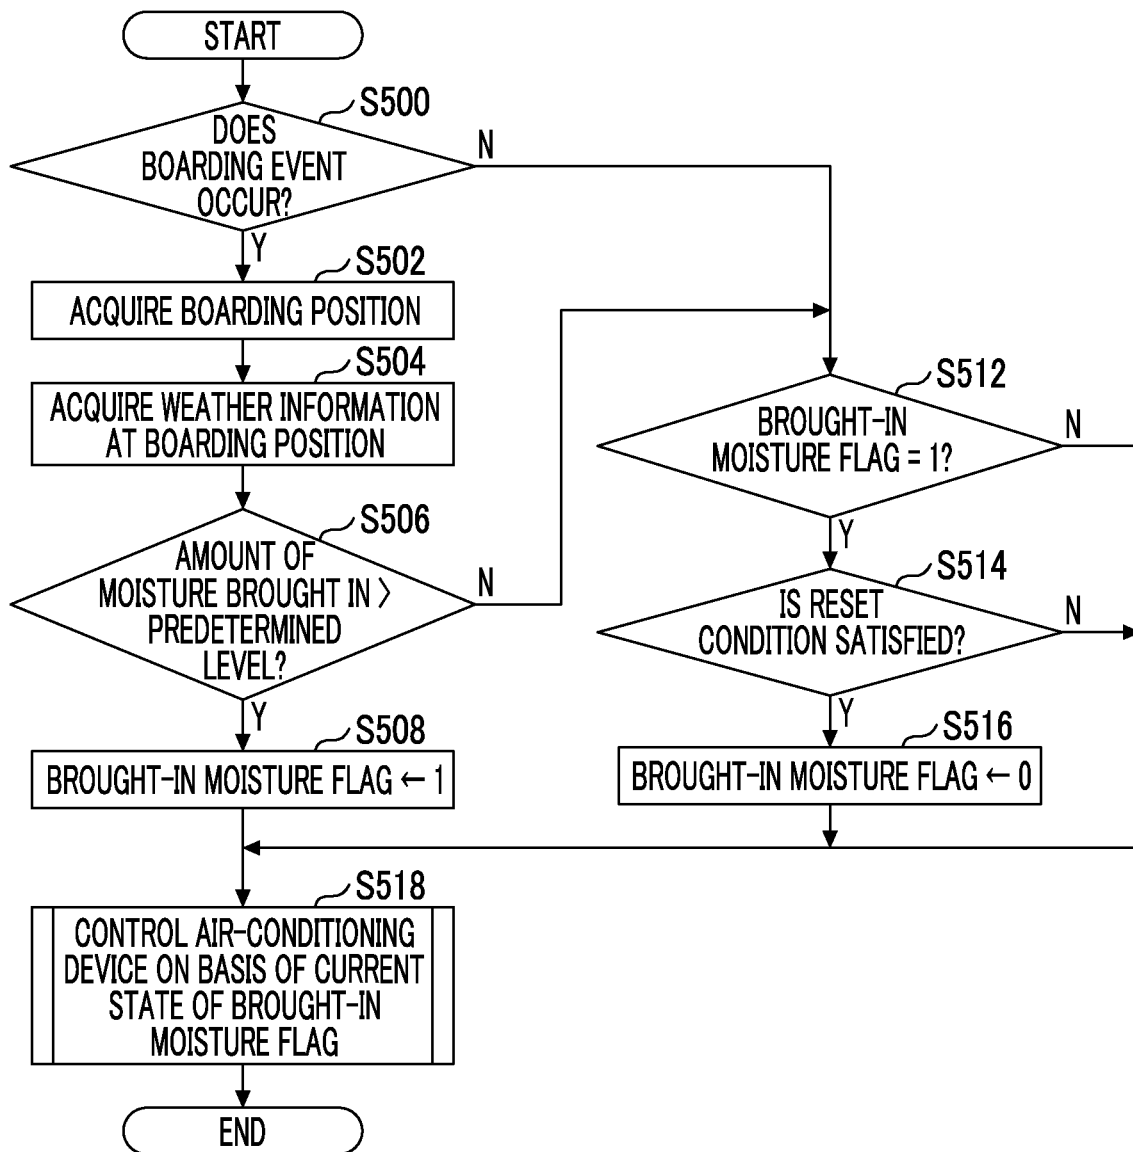 START
S500
DOES
BOARDING EVENT
OCCUR?
N
Y
S502
ACQUIRE BOARDING POSITION
S504
ACQUIRE WEATHER INFORMATION
AT BOARDING POSITION
S506
AMOUNT OF
MOISTURE BROUGHT IN >
PREDETERMINED
LEVEL?
N
Y
S508
BROUGHT-IN MOISTURE FLAG ← 1
S512
BROUGHT-IN
MOISTURE FLAG = 1?
N
Y
S514
IS RESET
CONDITION SATISFIED?
N
Y
S516
BROUGHT-IN MOISTURE FLAG ← 0
S518
CONTROL AIR-CONDITIONING
DEVICE ON BASIS OF CURRENT
STATE OF BROUGHT-IN
MOISTURE FLAG
END